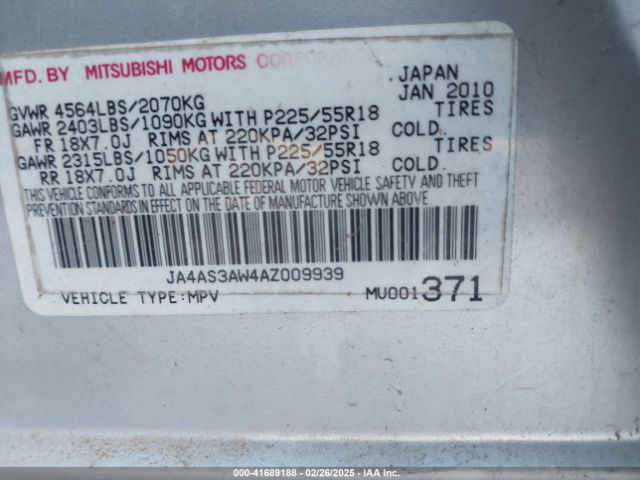 MFD. BY MITSUBISHI MOTORS CORPORATION JAPAN
GVWR 4564LBS/2070KG JAN 2010
GAWR 2403LBS/1090KG WITH P225/55R18 TIRES
FR 18X7.0J RIMS AT 220KPA/32PSI COLD.
GAWR 2315LBS/1050KG WITH P225/55R18 TIRES
RR 18X7.0J RIMS AT 220KPA/32PSI COLD.
THIS VEHICLE CONFORMS TO ALL APPLICABLE FEDERAL MOTOR VEHICLE SAFETY AND THEFT
PREVENTION STANDARDS IN EFFECT ON THE DATE OF MANUFACTURE SHOWN ABOVE.
JA4AS3AW4AZ009939
VEHICLE TYPE:MPV MU001371
000-41689188 - 02/26/2025 - IAA Inc.